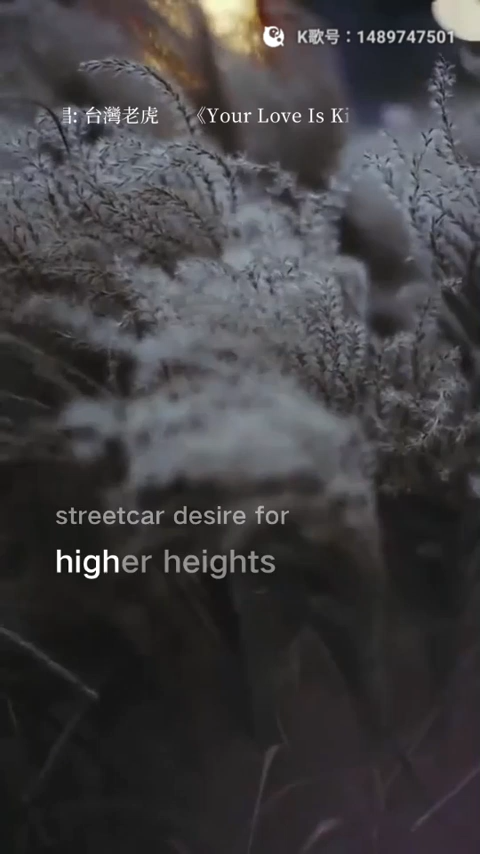 K歌号：1489747501
: 台灣老虎 《Your Love Is K
streetcar desire for
higher heights